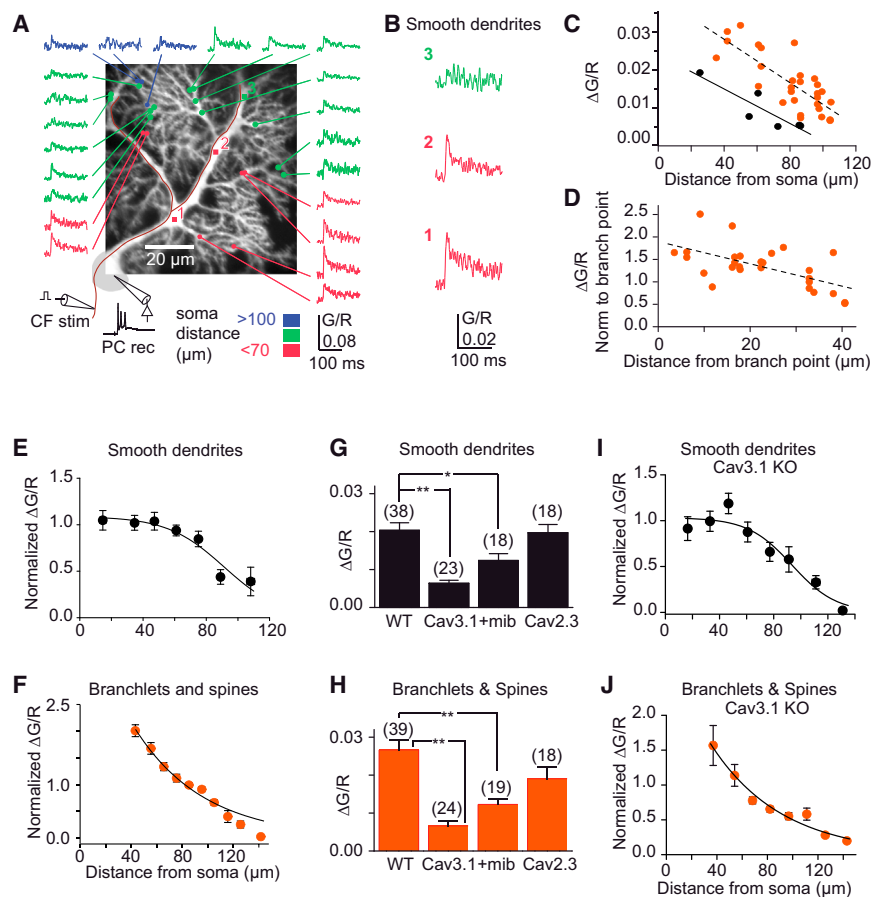 A
3
2
1
20 µm
CF stim
PC rec
soma
distance
(µm)
>100
<70
G/R
0.08
100 ms
B
Smooth dendrites
3
2
1
G/R
0.02
100 ms
C
ΔG/R
0.03
0.02
0.01
0.00
0
40
80
120
Distance from soma (µm)
D
ΔG/R
Norm to branch point
2.5
2.0
1.5
1.0
0.5
0.0
0
10
20
30
40
Distance from branch point (µm)
E
Smooth dendrites
Normalized ΔG/R
1.5
1.0
0.5
0.0
0
40
80
120
F
Branchlets and spines
Normalized ΔG/R
2.5
1.0
0.0
0
40
80
120
Distance from soma (µm)
G
Smooth dendrites
ΔG/R
0.03
0.00
*
**
(38)
(23)
(18)
(18)
WT
Cav3.1
+mib
Cav2.3
H
Branchlets & Spines
ΔG/R
0.03
0.00
**
**
(39)
(24)
(19)
(18)
WT
Cav3.1
+mib
Cav2.3
I
Smooth dendrites
Cav3.1 KO
Normalized ΔG/R
1.5
1.0
0.5
0.0
0
40
80
120
J
Branchlets & Spines
Cav3.1 KO
Normalized ΔG/R
1.5
1.0
0.5
0.0
0
40
80
120
Distance from soma (µm)